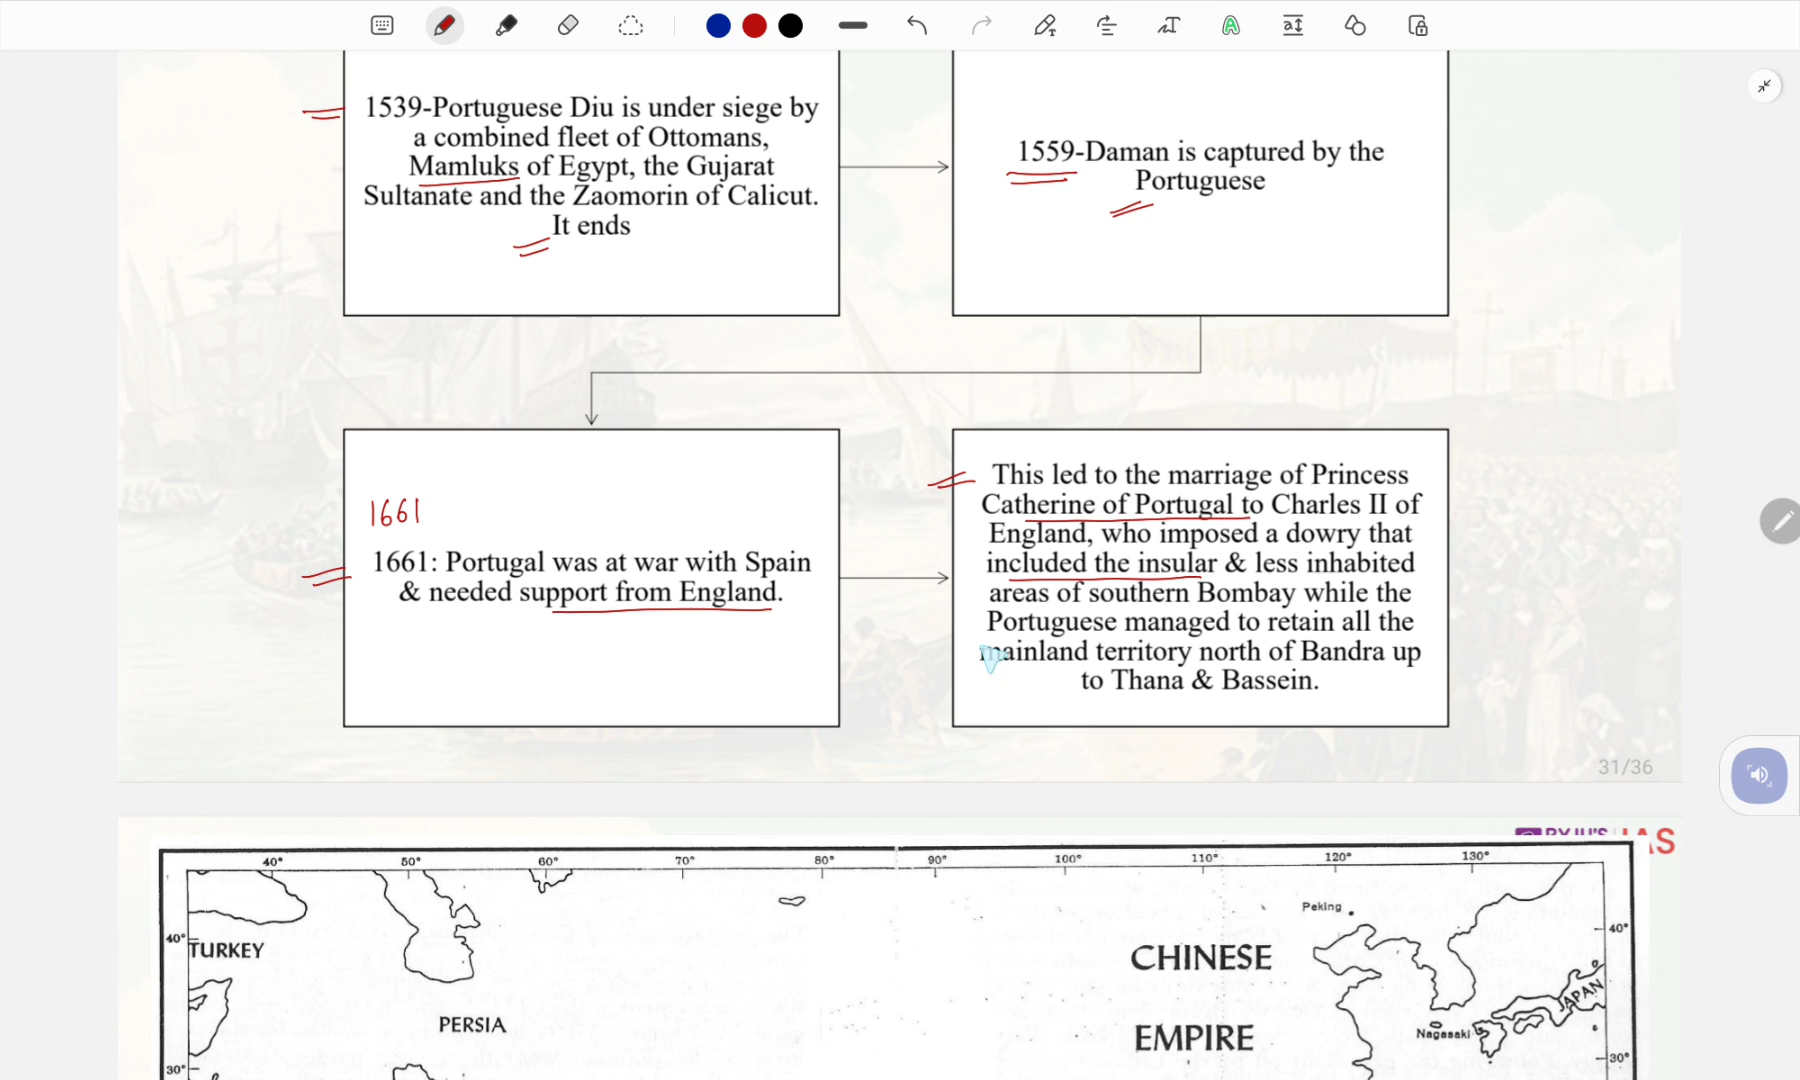 1539-Portuguese Diu is under siege by
a combined fleet of Ottomans,
Mamluks of Egypt, the Gujarat
Sultanate and the Zaomorin of Calicut.
It ends
1559-Daman is captured by the
Portuguese
1661
1661: Portugal was at war with Spain
& needed support from England.
This led to the marriage of Princess
Catherine of Portugal to Charles II of
England, who imposed a dowry that
included the insular & less inhabited
areas of southern Bombay while the
Portuguese managed to retain all the
mainland territory north of Bandra up
to Thana & Bassein.
31/36
BYJU'S IAS
40° 50° 60° 70° 80° 90° 100° 110° 120° 130°
Peking
40° 40°
TURKEY
CHINESE
JAPAN
PERSIA
EMPIRE
Nagasaki
30° 30°